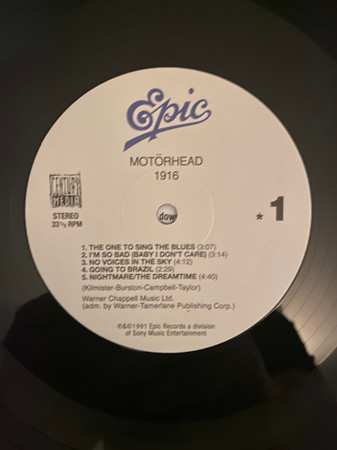 Epic
MOTÖRHEAD
1916
CENTURY
MEDIA
STEREO
33⅓ RPM
dow
* 1
1. THE ONE TO SING THE BLUES (3:07)
2. I'M SO BAD (BABY I DON'T CARE) (3:14)
3. NO VOICES IN THE SKY (4:12)
4. GOING TO BRAZIL (2:29)
5. NIGHTMARE/THE DREAMTIME (4:40)
(Kilmister-Burston-Campbell-Taylor)
Warner Chappell Music Ltd.
(adm. by Warner-Tamerlane Publishing Corp.)
℗&©1991 Epic Records a division
of Sony Music Entertainment